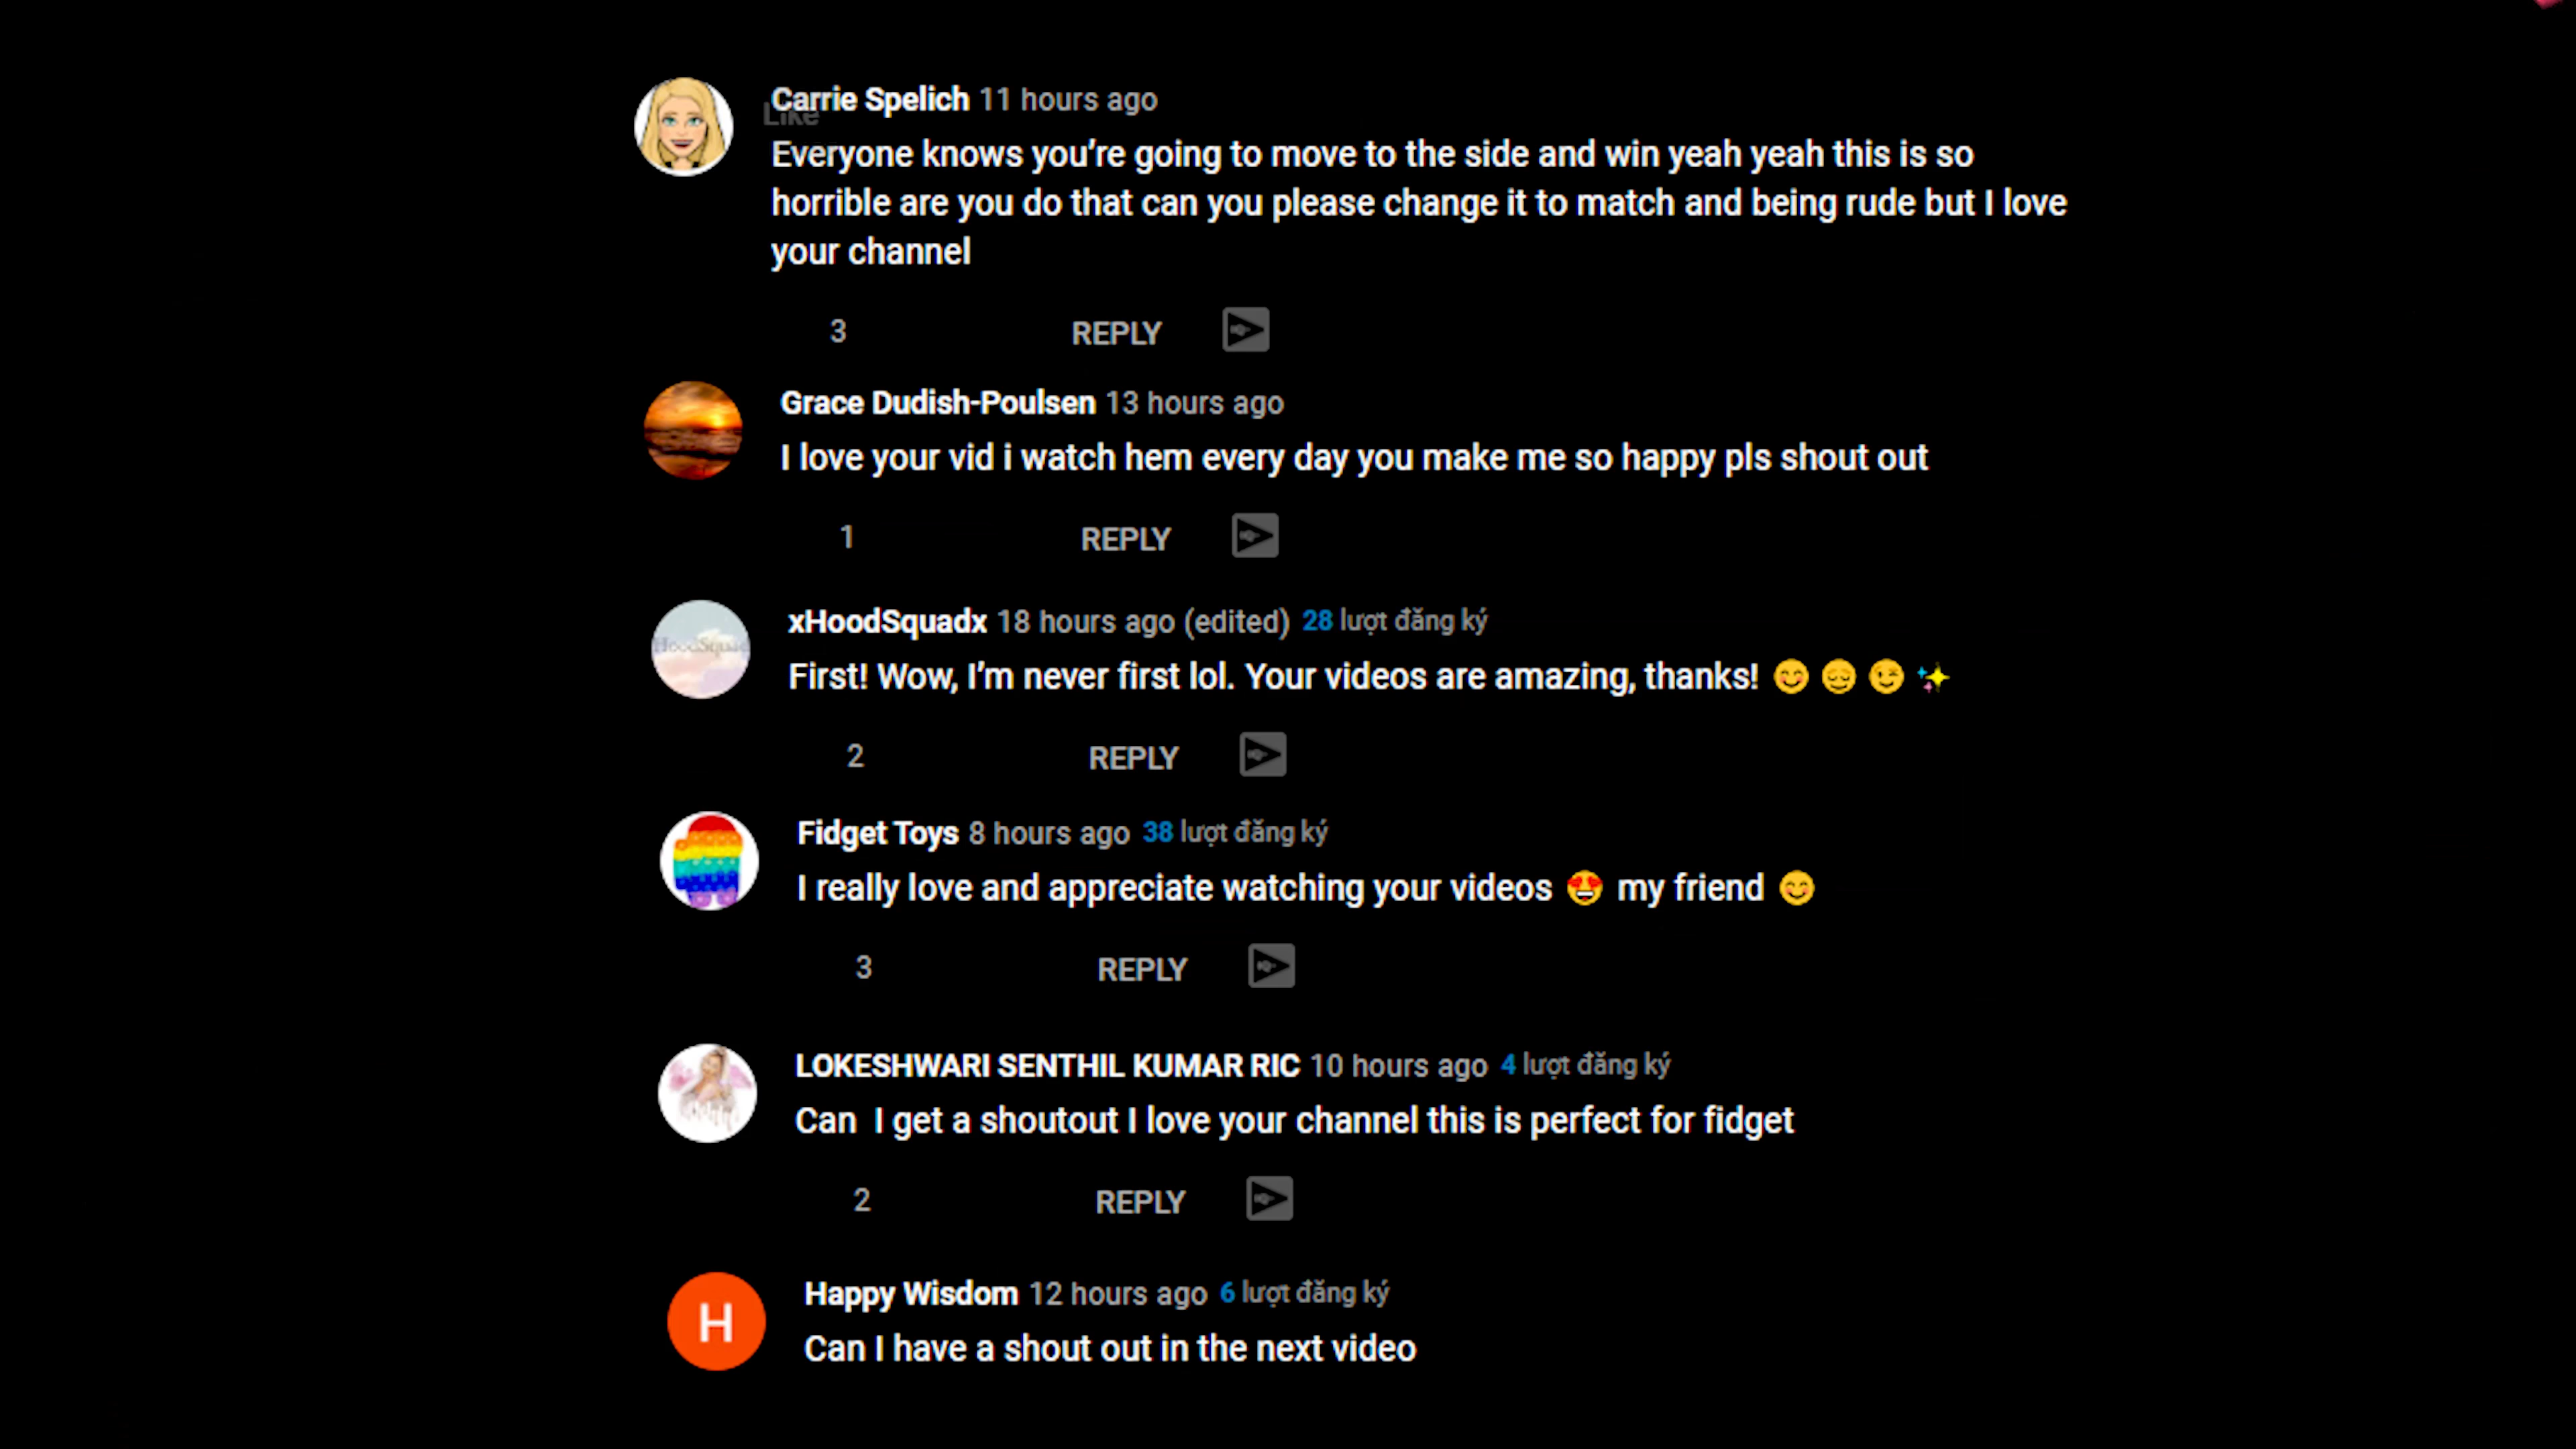 Carrie Spelich 11 hours ago
Like
Everyone knows you’re going to move to the side and win yeah yeah this is so
horrible are you do that can you please change it to match and being rude but I love
your channel
3 REPLY
Grace Dudish-Poulsen 13 hours ago
I love your vid i watch hem every day you make me so happy pls shout out
1 REPLY
xHoodSquadx 18 hours ago (edited) 28 lượt đăng ký
HoodSquad
First! Wow, I’m never first lol. Your videos are amazing, thanks! 😊 😌 😉 ✨
2 REPLY
Fidget Toys 8 hours ago 38 lượt đăng ký
I really love and appreciate watching your videos 😍 my friend 😊
3 REPLY
LOKESHWARI SENTHIL KUMAR RIC 10 hours ago 4 lượt đăng ký
Can  I get a shoutout I love your channel this is perfect for fidget
2 REPLY
Happy Wisdom 12 hours ago 6 lượt đăng ký
H
Can I have a shout out in the next video